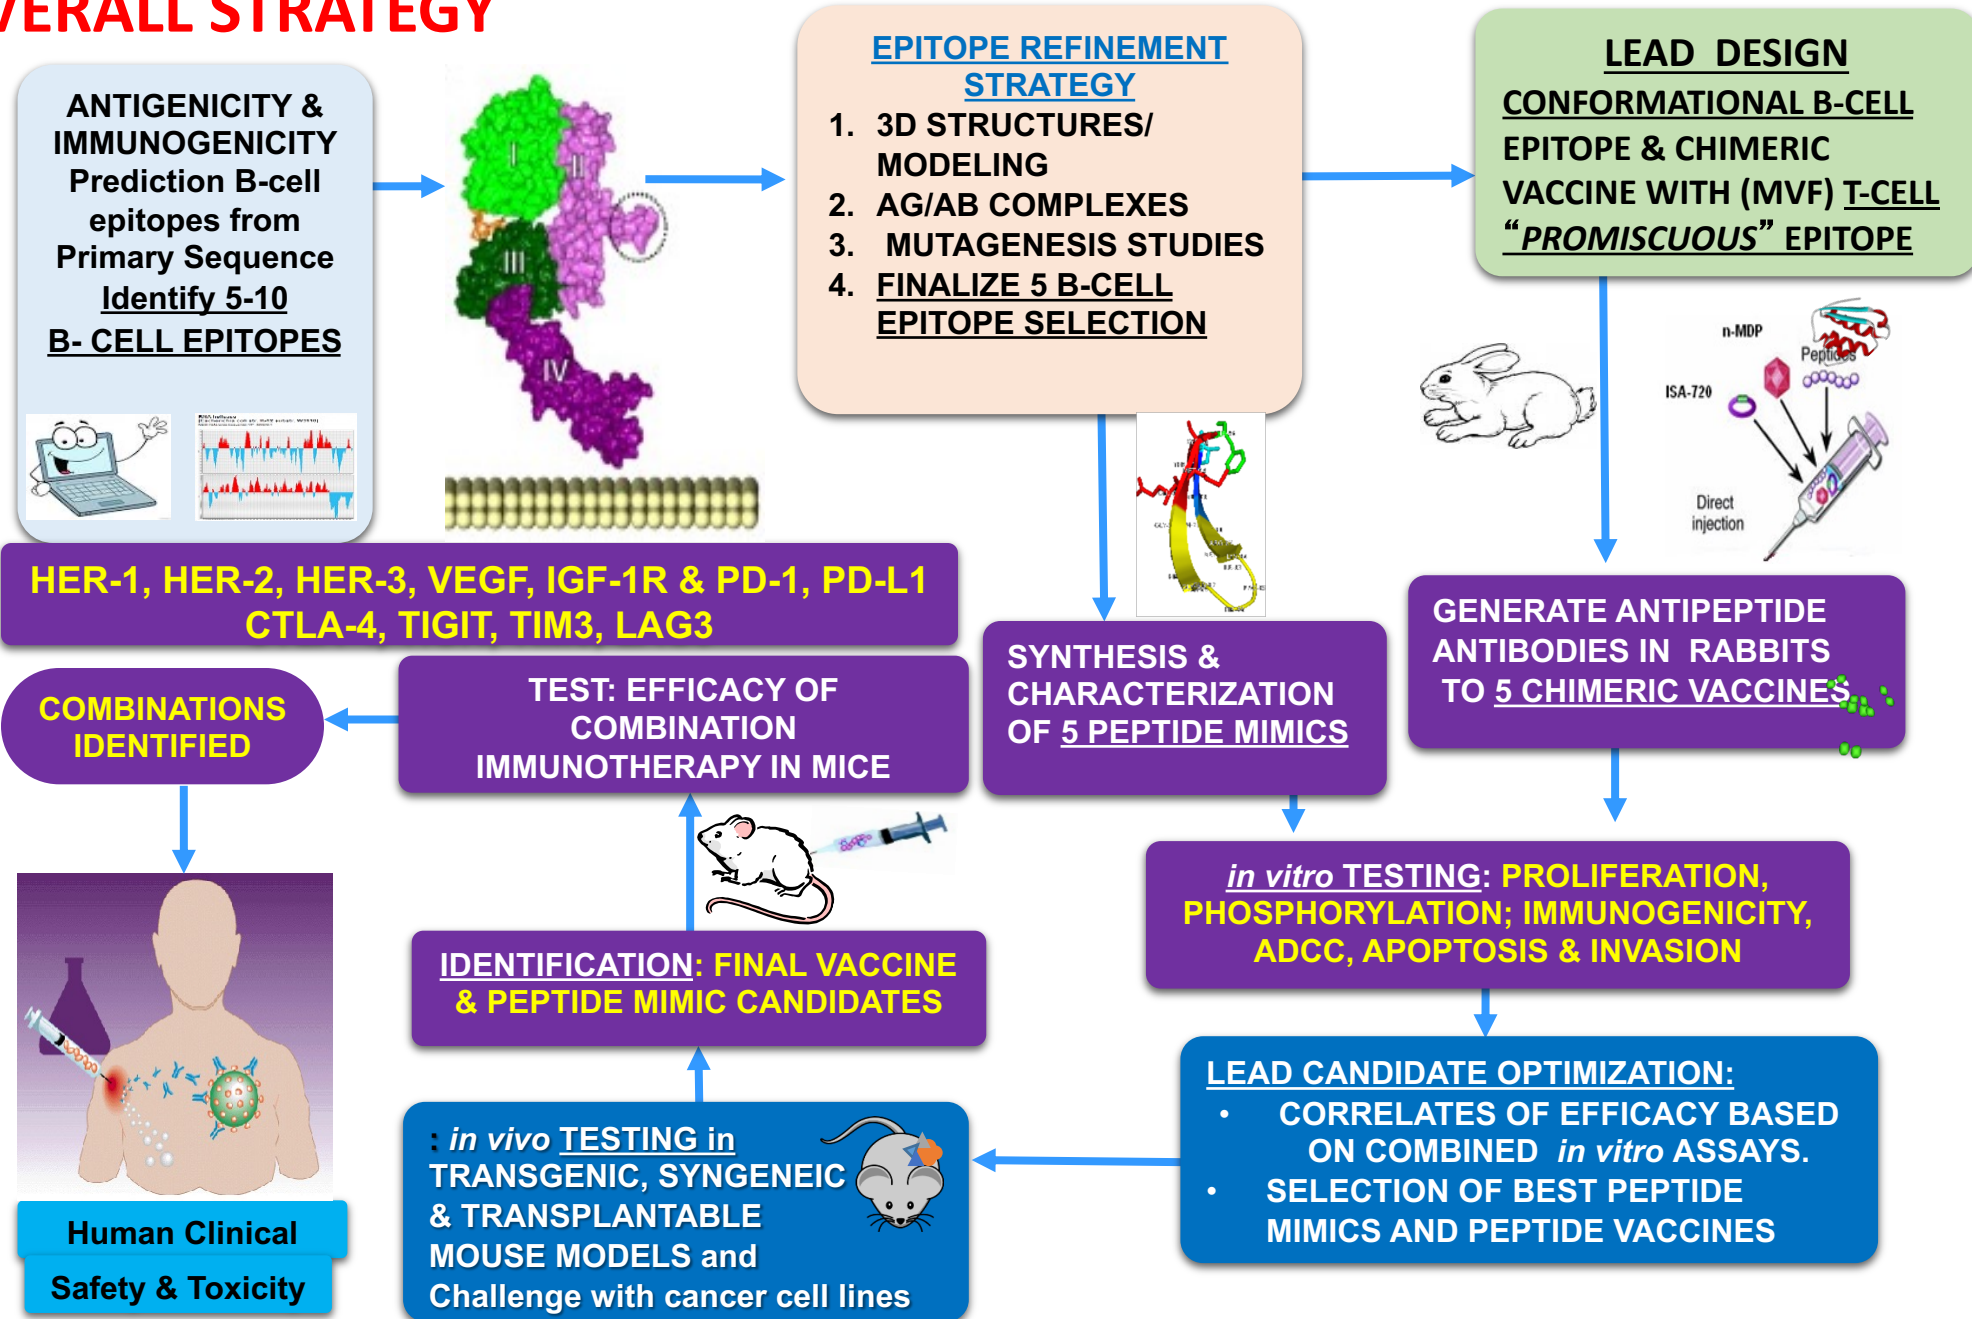 VERALL STRATEGY
ANTIGENICITY &
IMMUNOGENICITY
Prediction B-cell
epitopes from
Primary Sequence
Identify 5-10
B- CELL EPITOPES
I
II
III
IV
EPITOPE REFINEMENT
STRATEGY
1. 3D STRUCTURES/
MODELING
2. AG/AB COMPLEXES
3. MUTAGENESIS STUDIES
4. FINALIZE 5 B-CELL
EPITOPE SELECTION
LEAD DESIGN
CONFORMATIONAL B-CELL
EPITOPE & CHIMERIC
VACCINE WITH (MVF) T-CELL
“PROMISCUOUS” EPITOPE
n-MDP
Peptides
ISA-720
Direct
injection
HER-1, HER-2, HER-3, VEGF, IGF-1R & PD-1, PD-L1
CTLA-4, TIGIT, TIM3, LAG3
SYNTHESIS &
CHARACTERIZATION
OF 5 PEPTIDE MIMICS
GENERATE ANTIPEPTIDE
ANTIBODIES IN RABBITS
TO 5 CHIMERIC VACCINES
COMBINATIONS
IDENTIFIED
TEST: EFFICACY OF
COMBINATION
IMMUNOTHERAPY IN MICE
in vitro TESTING: PROLIFERATION,
PHOSPHORYLATION; IMMUNOGENICITY,
ADCC, APOPTOSIS & INVASION
IDENTIFICATION: FINAL VACCINE
& PEPTIDE MIMIC CANDIDATES
LEAD CANDIDATE OPTIMIZATION:
• CORRELATES OF EFFICACY BASED
ON COMBINED in vitro ASSAYS.
• SELECTION OF BEST PEPTIDE
MIMICS AND PEPTIDE VACCINES
: in vivo TESTING in
TRANSGENIC, SYNGENEIC
& TRANSPLANTABLE
MOUSE MODELS and
Challenge with cancer cell lines
Human Clinical
Safety & Toxicity